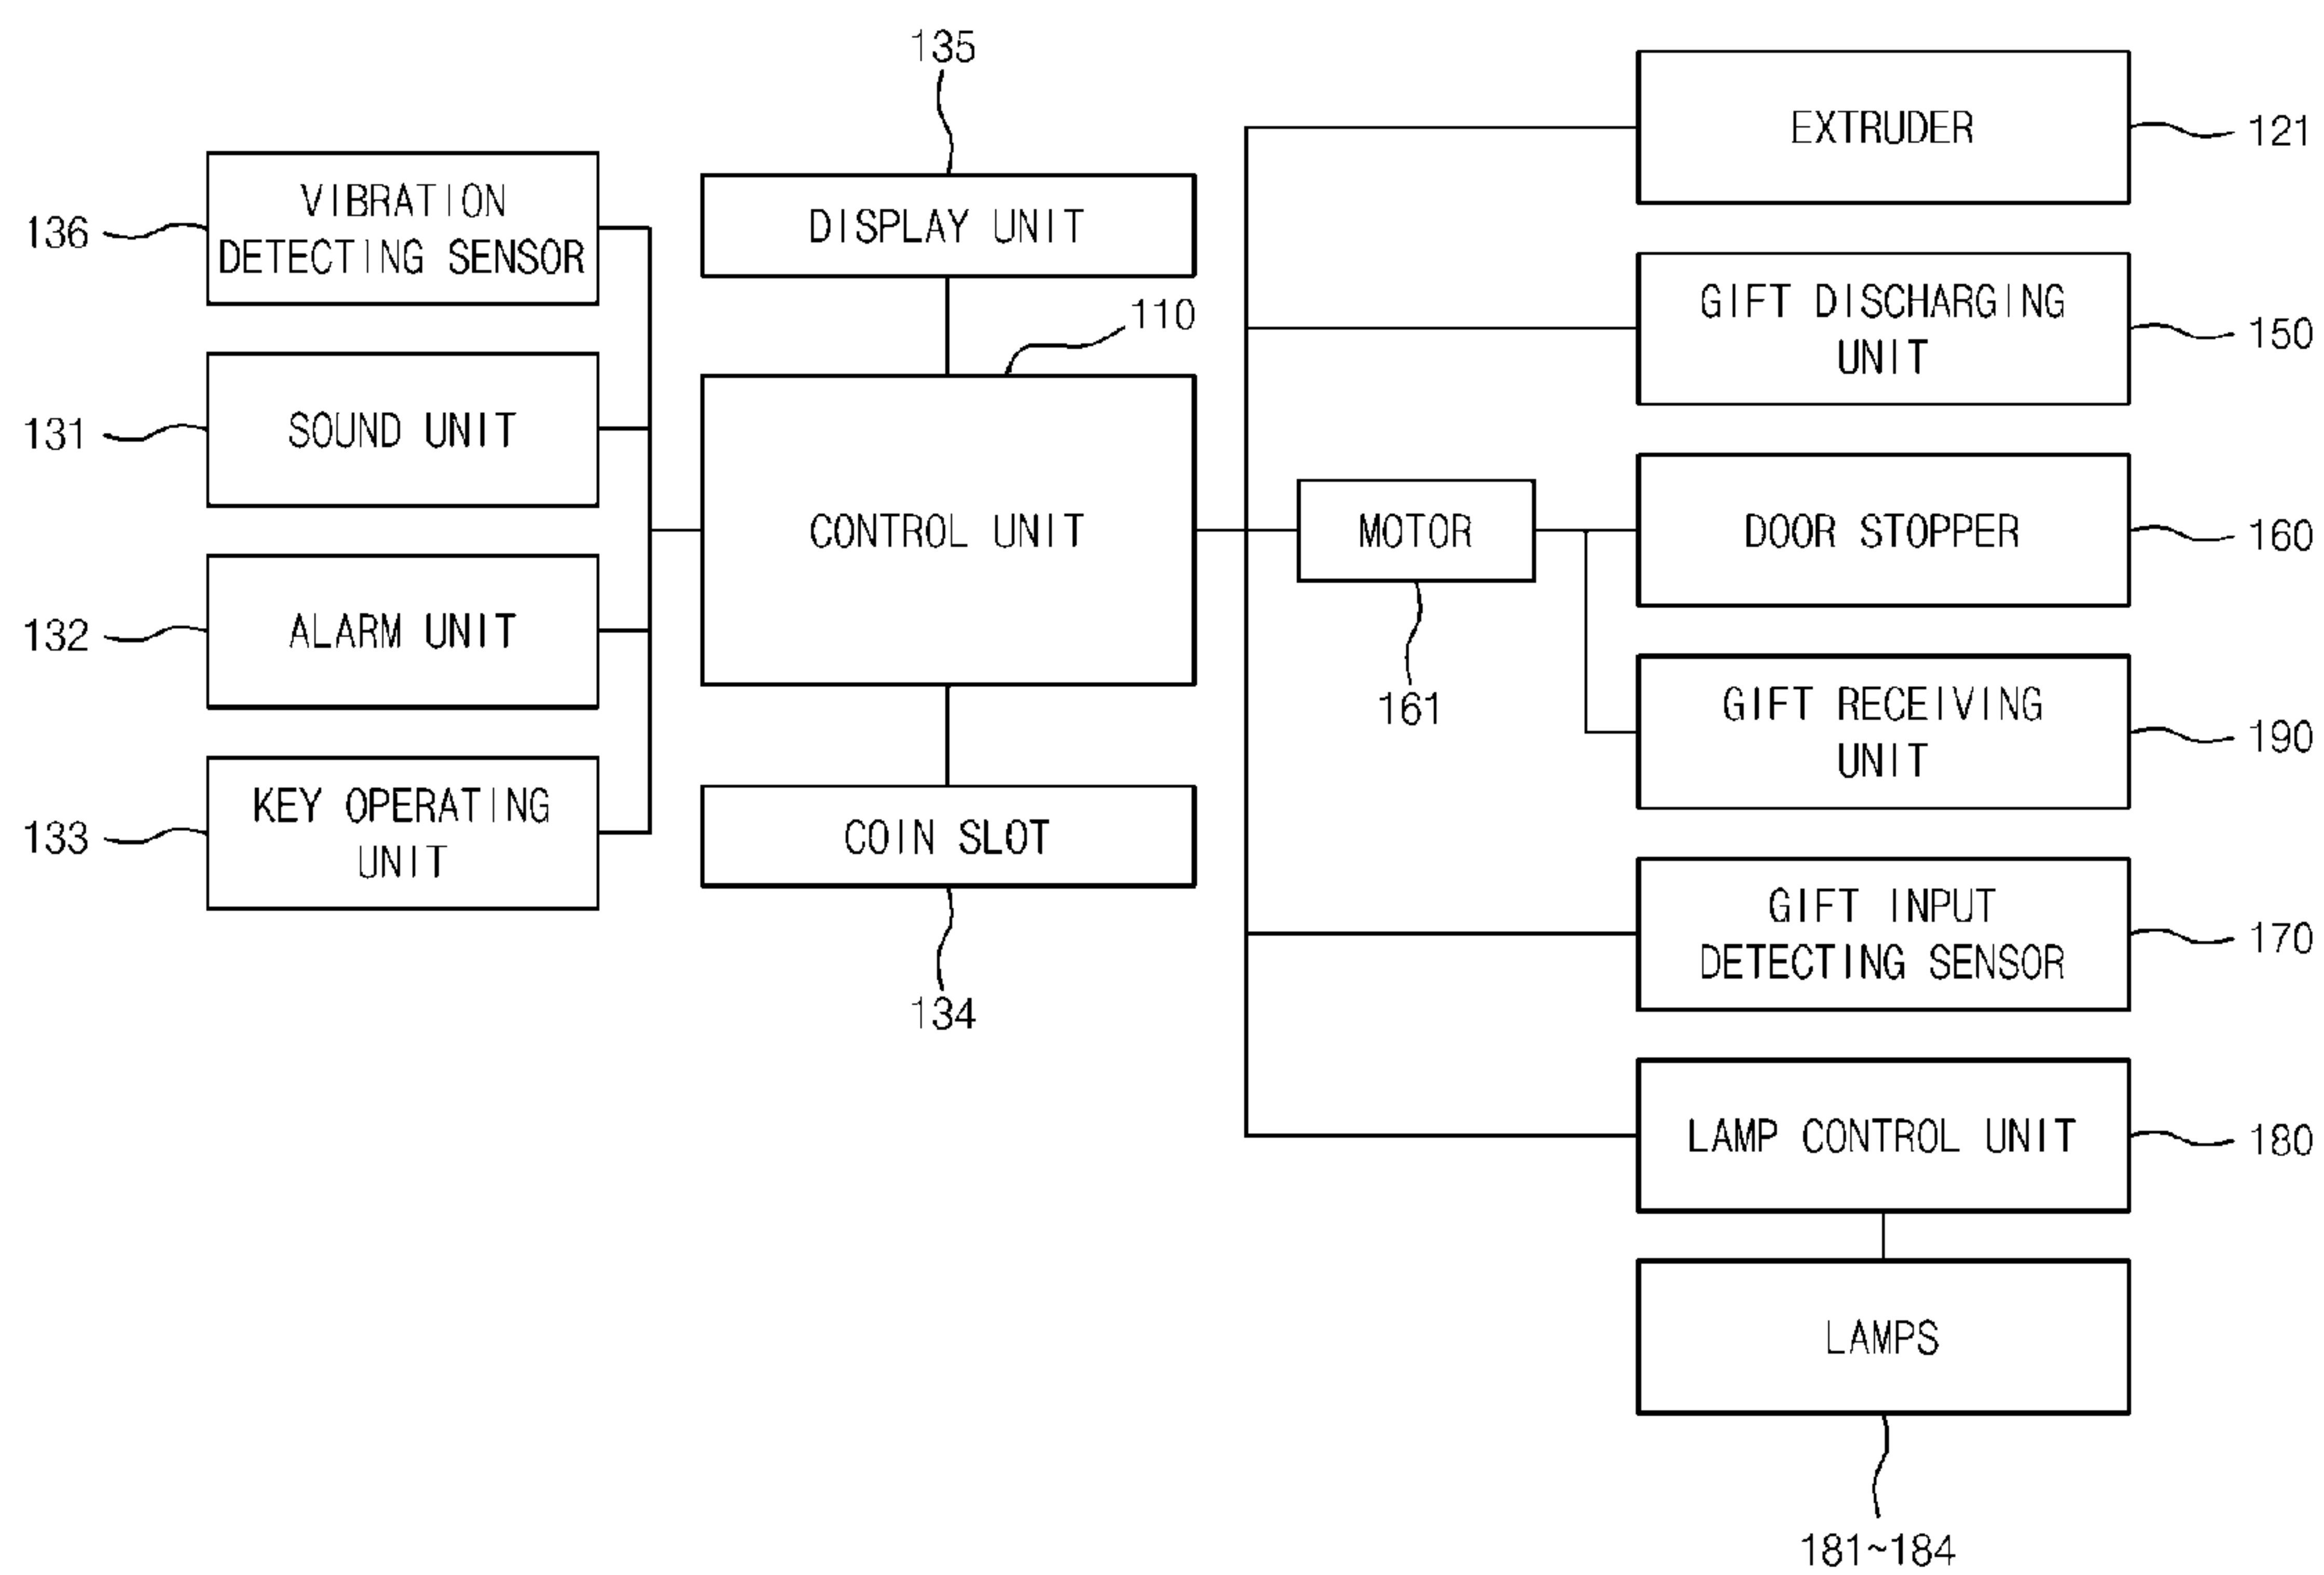 135
EXTRUDER
121
VIBRATION
DETECTING SENSOR
136
DISPLAY UNIT
110
GIFT DISCHARGING
UNIT
150
SOUND UNIT
131
CONTROL UNIT
MOTOR
161
DOOR STOPPER
160
ALARM UNIT
132
GIFT RECEIVING
UNIT
190
KEY OPERATING
UNIT
133
COIN SLOT
134
GIFT INPUT
DETECTING SENSOR
170
LAMP CONTROL UNIT
180
LAMPS
181~184